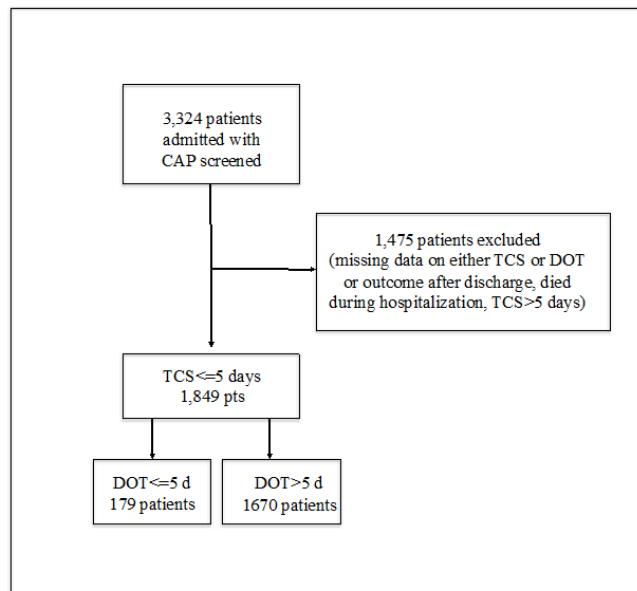 3,324 patients
admitted with
CAP screened
1,475 patients excluded
(missing data on either TCS or DOT
or outcome after discharge, died
during hospitalization, TCS>5 days)
TCS<=5 days
1,849 pts
DOT<=5 d
179 patients
DOT>5 d
1670 patients